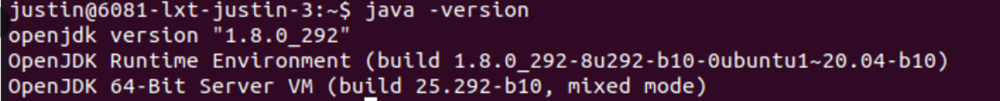 justin@6081-lxt-justin-3:~$ java -version
openjdk version "1.8.0_292"
OpenJDK Runtime Environment (build 1.8.0_292-8u292-b10-0ubuntu1~20.04-b10)
OpenJDK 64-Bit Server VM (build 25.292-b10, mixed mode)